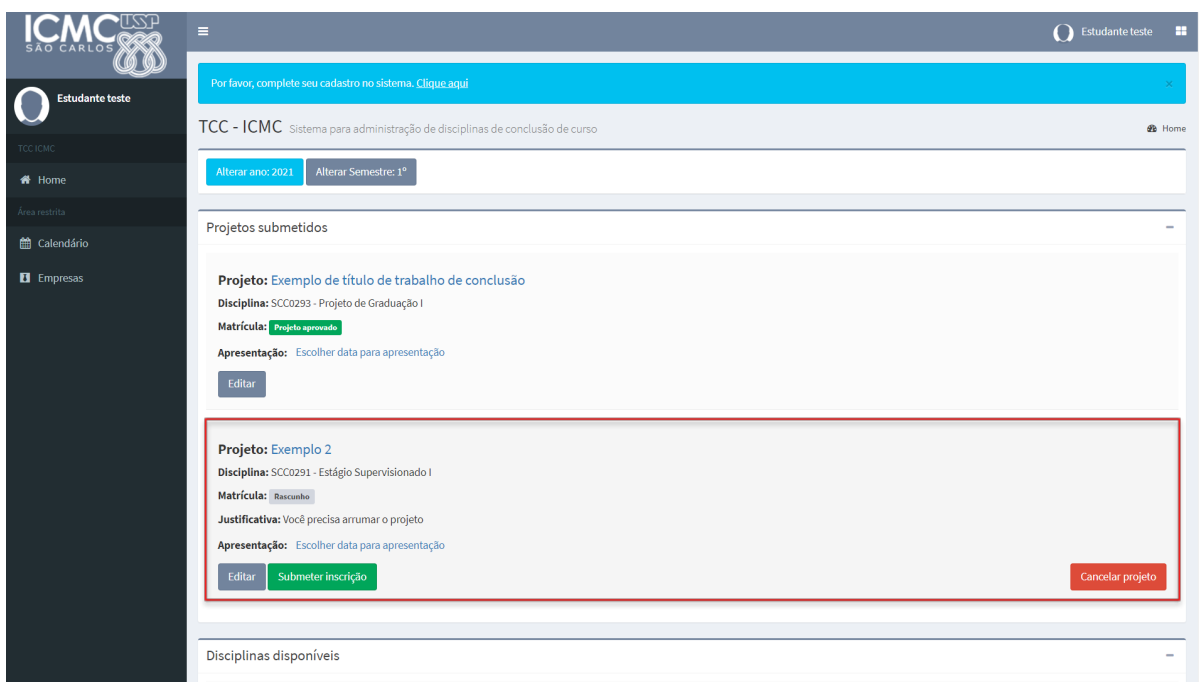 ICMC USP
SÃO CARLOS
Estudante teste
Estudante teste
TCC ICMC
Home
Área restrita
Calendário
Empresas
Por favor, complete seu cadastro no sistema. Clique aqui ×
TCC - ICMC Sistema para administração de disciplinas de conclusão de curso
Home
Alterar ano: 2021 Alterar Semestre: 1º
Projetos submetidos
Projeto: Exemplo de título de trabalho de conclusão
Disciplina: SCC0293 - Projeto de Graduação I
Matrícula: Projeto aprovado
Apresentação: Escolher data para apresentação
Editar
Projeto: Exemplo 2
Disciplina: SCC0291 - Estágio Supervisionado I
Matrícula: Rascunho
Justificativa: Você precisa arrumar o projeto
Apresentação: Escolher data para apresentação
Editar Submeter inscrição Cancelar projeto
Disciplinas disponíveis